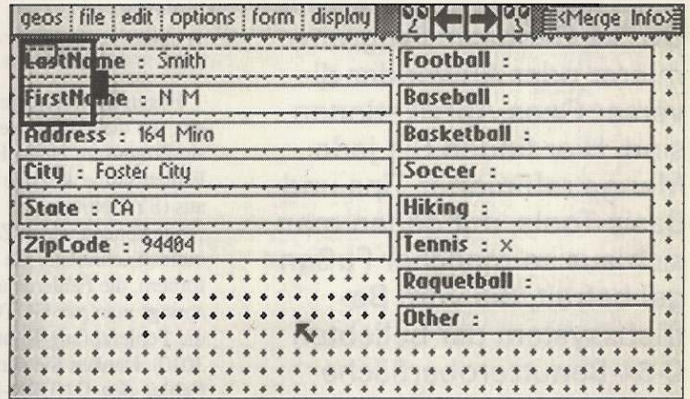 geos file edit options form display <Merge Info>
LastName : Smith
FirstName : N M
Address : 164 Mira
City : Foster City
State : CA
ZipCode : 94404
Football :
Baseball :
Basketball :
Soccer :
Hiking :
Tennis : x
Raquetball :
Other :